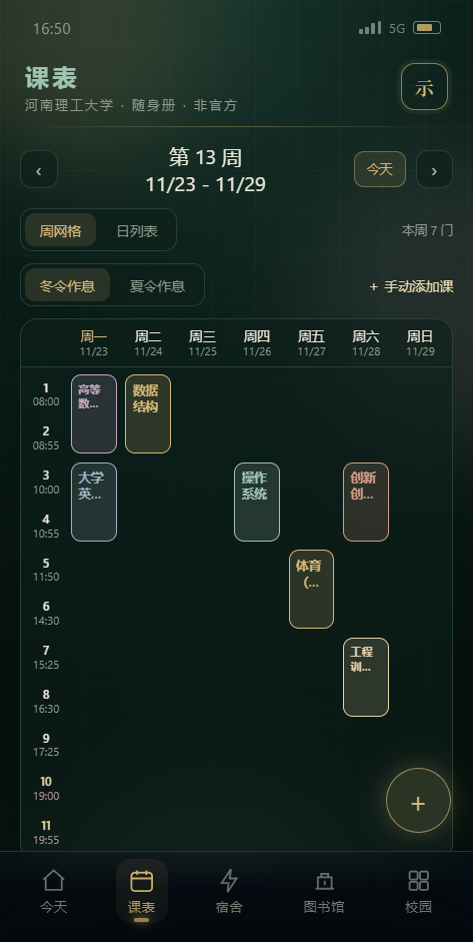 16:50
5G
课表
示
河南理工大学 · 随身册 · 非官方
‹
第 13 周
11/23 - 11/29
今天
›
周网格
日列表
本周 7 门
冬令作息
夏令作息
+ 手动添加课
周一 周二 周三 周四 周五 周六 周日
11/23 11/24 11/25 11/26 11/27 11/28 11/29
1
08:00
高等
数...
数据
结构
2
08:55
3
10:00
大学
英...
操作
系统
创新
创...
4
10:55
5
11:50
体育
(...
6
14:30
7
15:25
工程
训...
8
16:30
9
17:25
10
19:00
11
19:55
+
今天
课表
宿舍
图书馆
校园